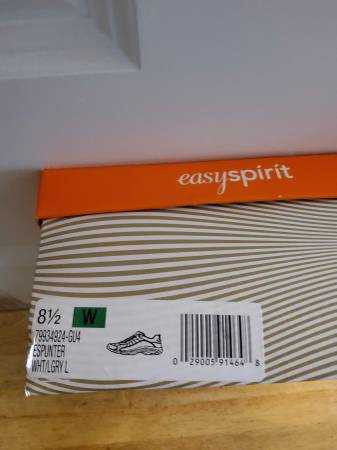 easyspirit
8½ W
79934924-GU4
ESPUNTER
WHT/LGRY L
0 29005 91464 8